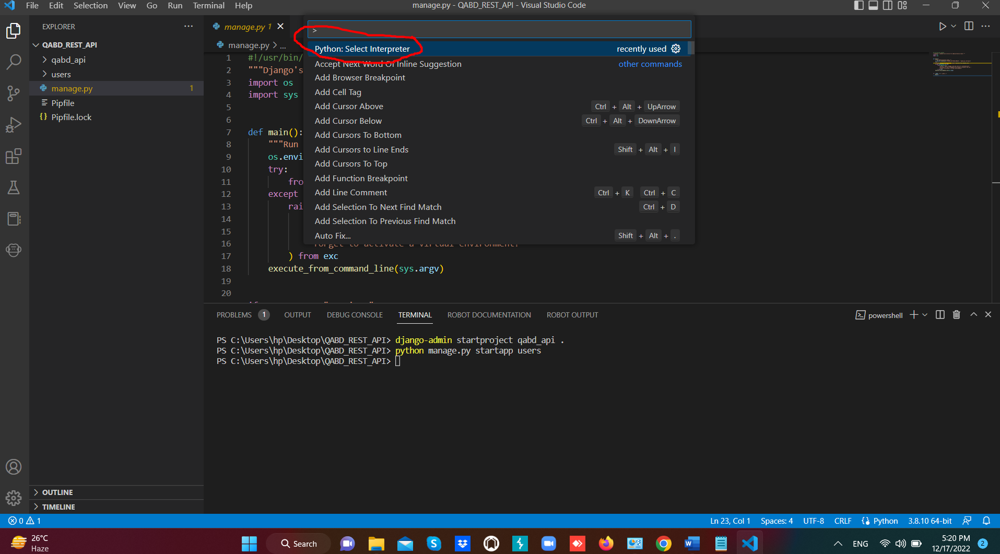 File Edit Selection View Go Run Terminal Help
manage.py - QABD_REST_API - Visual Studio Code
EXPLORER
QABD_REST_API
qabd_api
users
manage.py 1
Pipfile
Pipfile.lock
OUTLINE
TIMELINE
manage.py 1
manage.py > ...
>
Python: Select Interpreter recently used
Accept Next Word Of Inline Suggestion other commands
Add Browser Breakpoint
Add Cell Tag
Add Cursor Above Ctrl + Alt + UpArrow
Add Cursor Below Ctrl + Alt + DownArrow
Add Cursors To Bottom
Add Cursors to Line Ends Shift + Alt + I
Add Cursors To Top
Add Function Breakpoint
Add Line Comment Ctrl + K Ctrl + C
Add Selection To Next Find Match Ctrl + D
Add Selection To Previous Find Match
Auto Fix... Shift + Alt + .
1 #!/usr/bin/
2 """Django's
3 import os
4 import sys
5
6
7 def main():
8 """Run
9 os.envi
10 try:
11 fro
12 except
13 rai
14
15
16 forget to activate a virtual environment?
17 ) from exc
18 execute_from_command_line(sys.argv)
19
20
PROBLEMS 1 OUTPUT DEBUG CONSOLE TERMINAL ROBOT DOCUMENTATION ROBOT OUTPUT
powershell
PS C:\Users\hp\Desktop\QABD_REST_API> django-admin startproject qabd_api .
PS C:\Users\hp\Desktop\QABD_REST_API> python manage.py startapp users
PS C:\Users\hp\Desktop\QABD_REST_API>
0 1
Ln 23, Col 1 Spaces: 4 UTF-8 CRLF Python 3.8.10 64-bit
26°C
Haze
Search
ENG
5:20 PM
12/17/2022
2